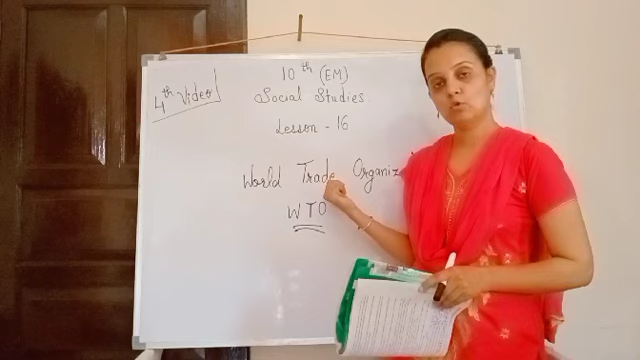 4th Video
10th (EM)
Social Studies
Lesson - 16
World Trade Organiz
WTO